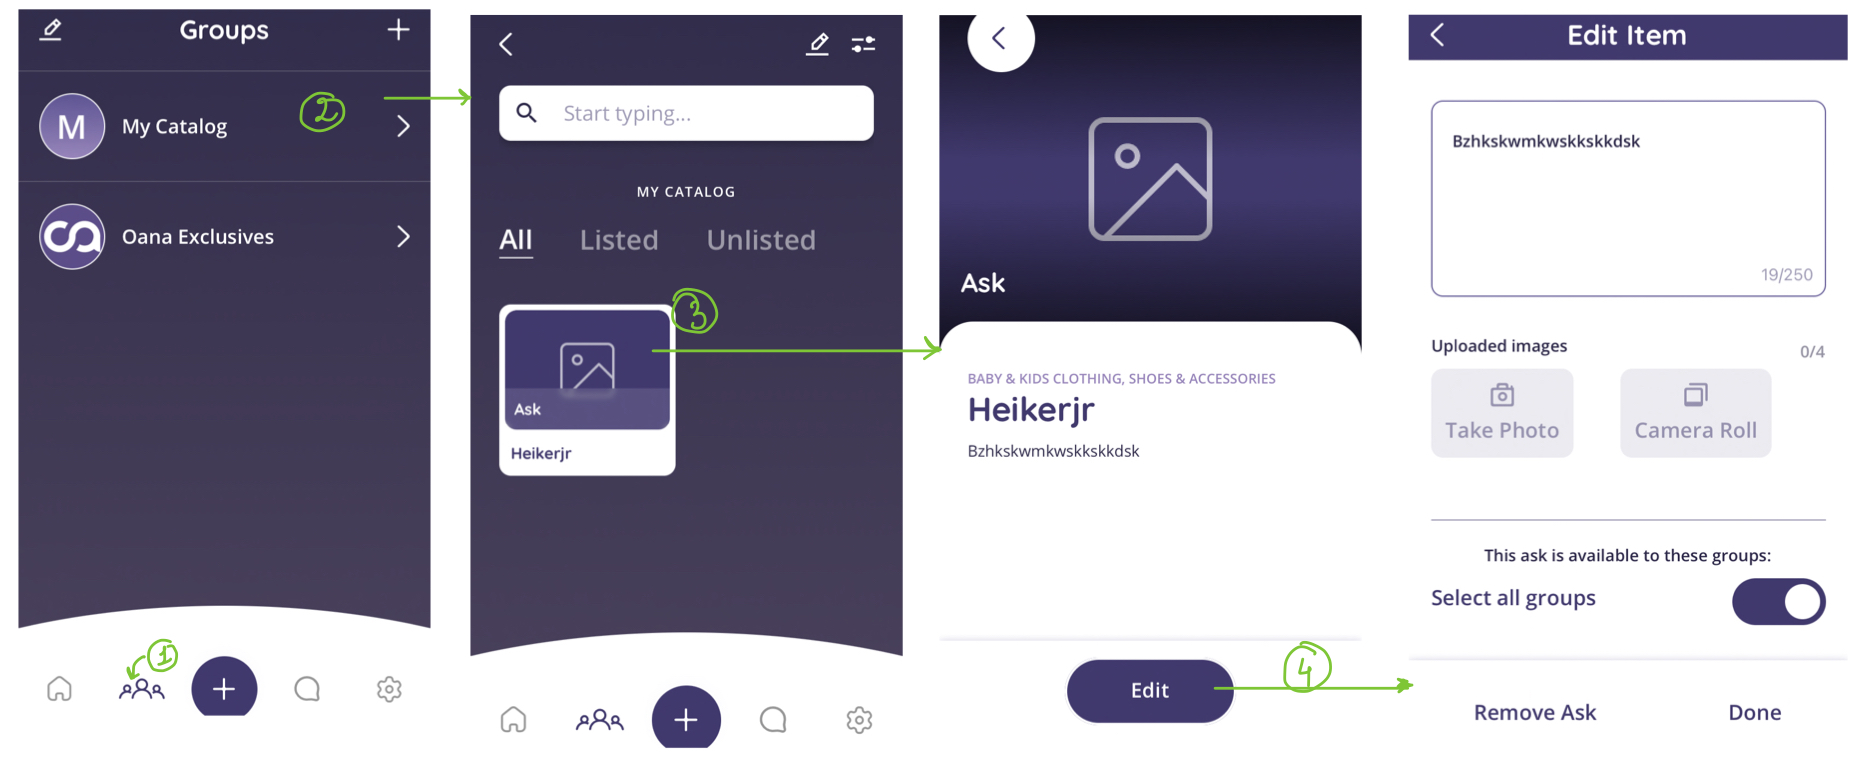 Groups
M
My Catalog
2
Oana Exclusives
1
Start typing...
MY CATALOG
All Listed Unlisted
3
Ask
Heikerjr
Ask
BABY & KIDS CLOTHING, SHOES & ACCESSORIES
Heikerjr
Bzhkskwmkwskkskkdsk
Edit
4
Edit Item
Bzhkskwmkwskkskkdsk
19/250
Uploaded images
0/4
Take Photo
Camera Roll
This ask is available to these groups:
Select all groups
Remove Ask
Done